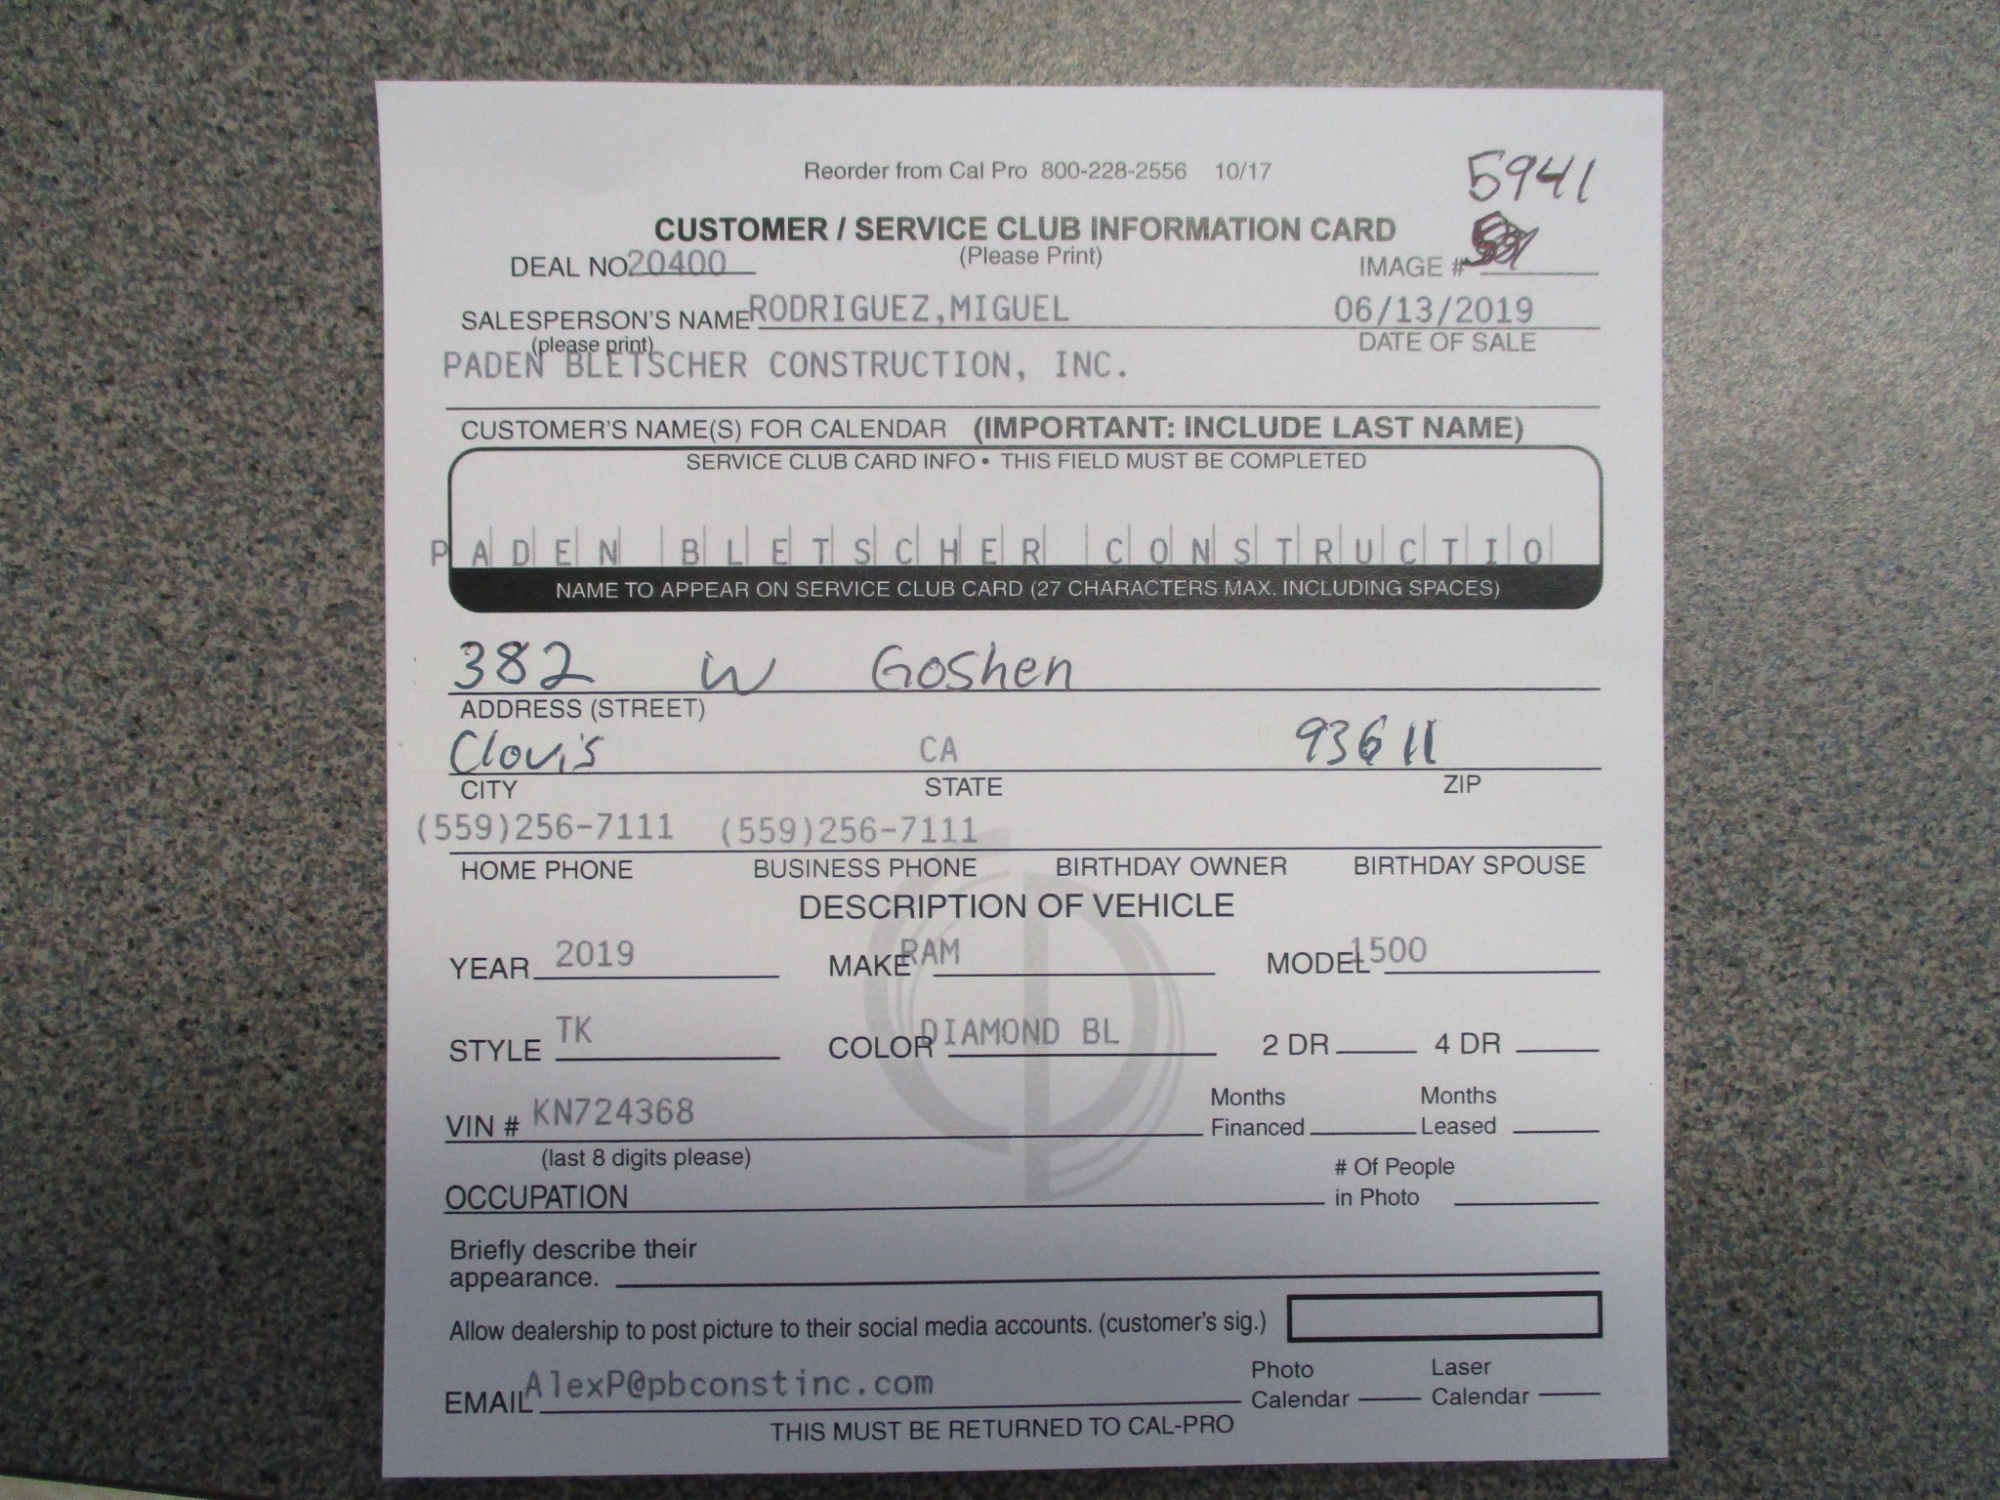 Reorder from Cal Pro 800-228-2556 10/17
5941
CUSTOMER / SERVICE CLUB INFORMATION CARD
(Please Print)
DEAL NO 20400 IMAGE #
SALESPERSON'S NAME RODRIGUEZ,MIGUEL 06/13/2019
(please print) DATE OF SALE
PADEN BLETSCHER CONSTRUCTION, INC.
CUSTOMER'S NAME(S) FOR CALENDAR (IMPORTANT: INCLUDE LAST NAME)
SERVICE CLUB CARD INFO • THIS FIELD MUST BE COMPLETED
PADEN BLETSCHER CONSTRUCTIO
NAME TO APPEAR ON SERVICE CLUB CARD (27 CHARACTERS MAX. INCLUDING SPACES)
382 W Goshen
ADDRESS (STREET)
Clovis CA 93611
CITY STATE ZIP
(559)256-7111 (559)256-7111
HOME PHONE BUSINESS PHONE BIRTHDAY OWNER BIRTHDAY SPOUSE
DESCRIPTION OF VEHICLE
YEAR 2019 MAKE RAM MODEL 1500
STYLE TK COLOR DIAMOND BL 2 DR 4 DR
VIN # KN724368 Months Financed Months Leased
(last 8 digits please)
OCCUPATION # Of People in Photo
Briefly describe their
appearance.
Allow dealership to post picture to their social media accounts. (customer's sig.)
EMAIL AlexP@pbconstinc.com Photo Calendar Laser Calendar
THIS MUST BE RETURNED TO CAL-PRO